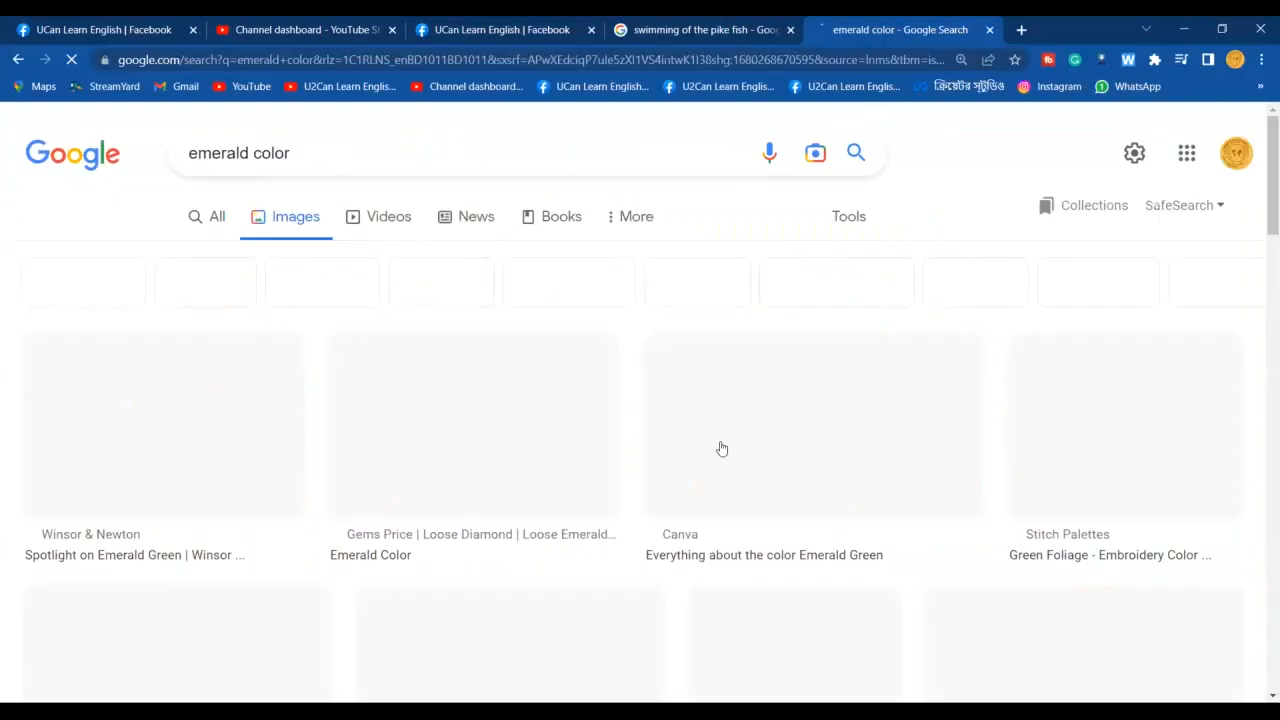 UCan Learn English | Facebook
Channel dashboard - YouTube St
UCan Learn English | Facebook
swimming of the pike fish - Goog
emerald color - Google Search
google.com/search?q=emerald+color&rlz=1C1RLNS_enBD1011BD1011&sxsrf=APwXEdciqP7uIe5zXI1VS4intwK1I38shg:1680268670595&source=lnms&tbm=is...
Maps
StreamYard
Gmail
YouTube
U2Can Learn Englis...
Channel dashboard...
UCan Learn English...
U2Can Learn Englis...
U2Can Learn Englis...
ক্রিয়েটর স্টুডিও
Instagram
WhatsApp
Google
emerald color
All
Images
Videos
News
Books
More
Tools
Collections
SafeSearch
Winsor & Newton
Spotlight on Emerald Green | Winsor ...
Gems Price | Loose Diamond | Loose Emerald...
Emerald Color
Canva
Everything about the color Emerald Green
Stitch Palettes
Green Foliage - Embroidery Color ...